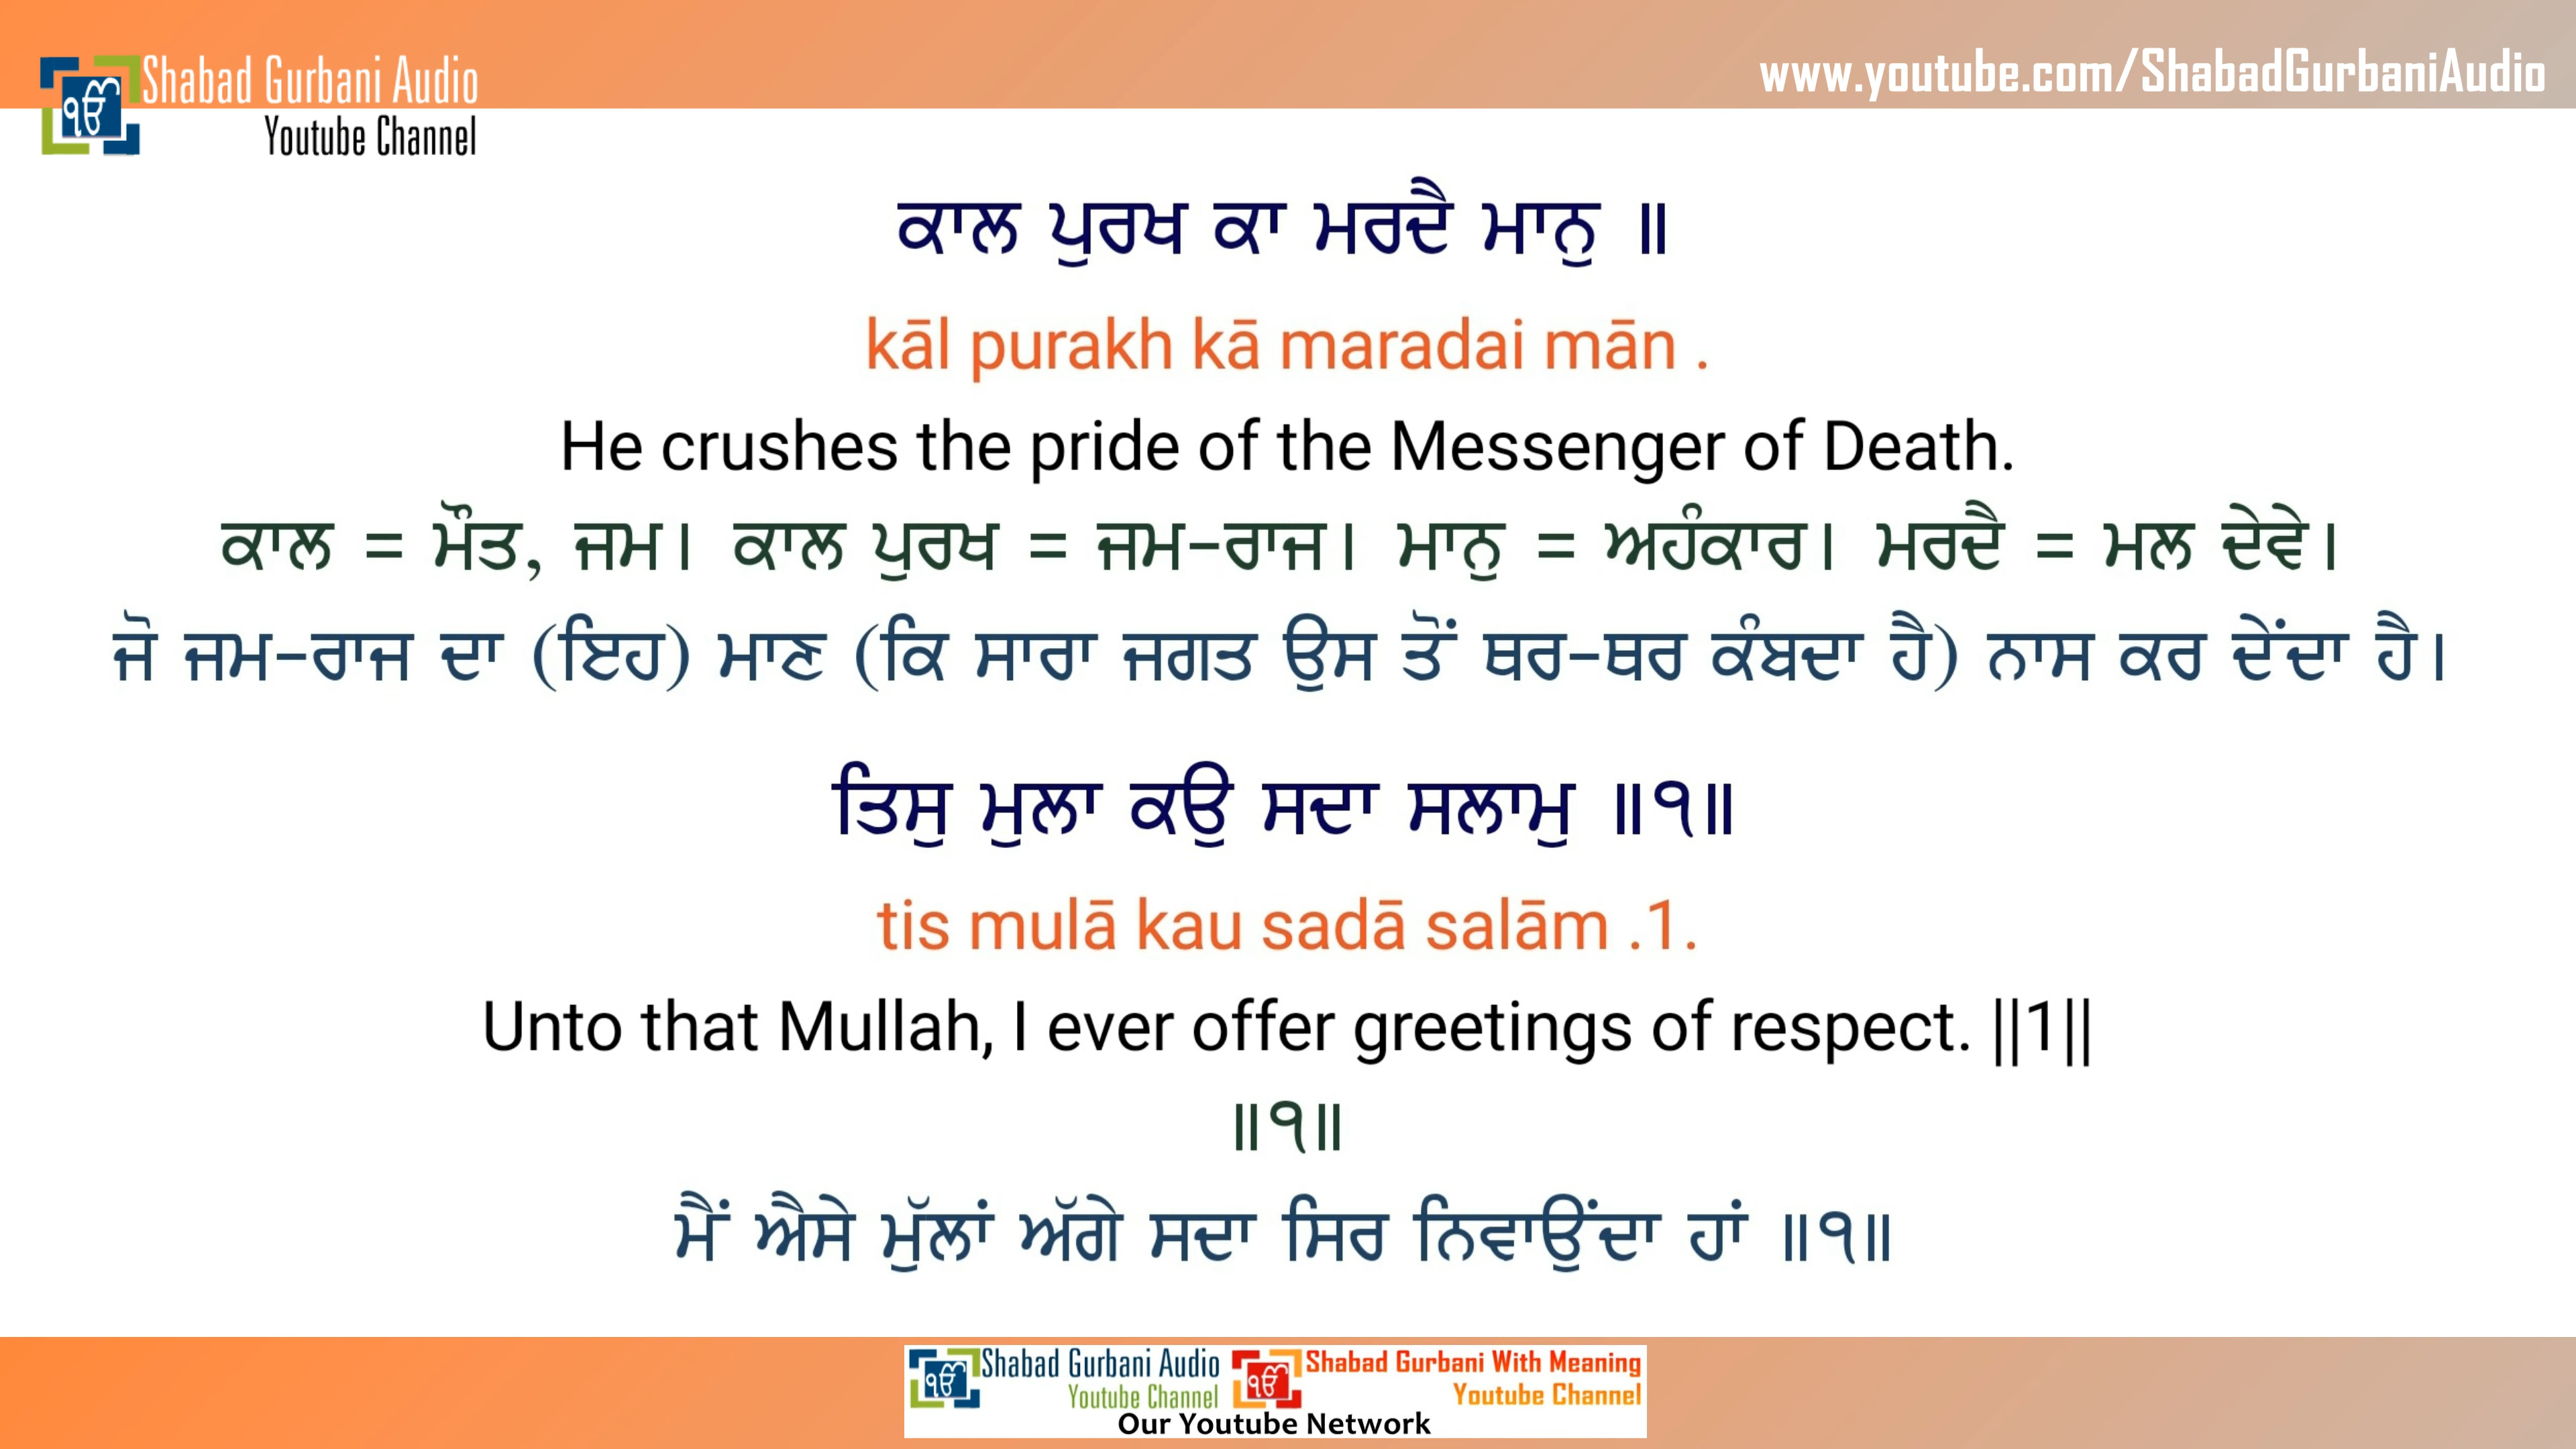 Shabad Gurbani Audio
Youtube Channel
www.youtube.com/ShabadGurbaniAudio
ਕਾਲ ਪੁਰਖ ਕਾ ਮਰਦੈ ਮਾਨੁ ॥
kāl purakh kā maradai mān .
He crushes the pride of the Messenger of Death.
ਕਾਲ = ਮੌਤ, ਜਮ। ਕਾਲ ਪੁਰਖ = ਜਮ-ਰਾਜ। ਮਾਨੁ = ਅਹੰਕਾਰ। ਮਰਦੈ = ਮਲ ਦੇਵੇ।
ਜੋ ਜਮ-ਰਾਜ ਦਾ (ਇਹ) ਮਾਣ (ਕਿ ਸਾਰਾ ਜਗਤ ਉਸ ਤੋਂ ਥਰ-ਥਰ ਕੰਬਦਾ ਹੈ) ਨਾਸ ਕਰ ਦੇਂਦਾ ਹੈ।
ਤਿਸੁ ਮੁਲਾ ਕਉ ਸਦਾ ਸਲਾਮੁ ॥੧॥
tis mulā kau sadā salām .1.
Unto that Mullah, I ever offer greetings of respect. ||1||
॥੧॥
ਮੈਂ ਐਸੇ ਮੁੱਲਾਂ ਅੱਗੇ ਸਦਾ ਸਿਰ ਨਿਵਾਉਂਦਾ ਹਾਂ ॥੧॥
ੴ Shabad Gurbani Audio
Youtube Channel
ੴ Shabad Gurbani With Meaning
Youtube Channel
Our Youtube Network